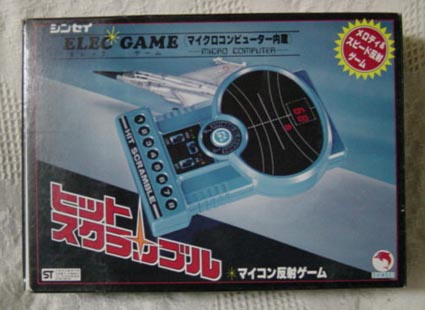 シンセイ
ELEC GAME
エレックゲーム
マイクロコンピューター内蔵
MICRO COMPUTER
メロディ&
スピード反射
ゲーム
HIT SCRAMBLE
ヒット
スクランブル
マイコン反射ゲーム
ST